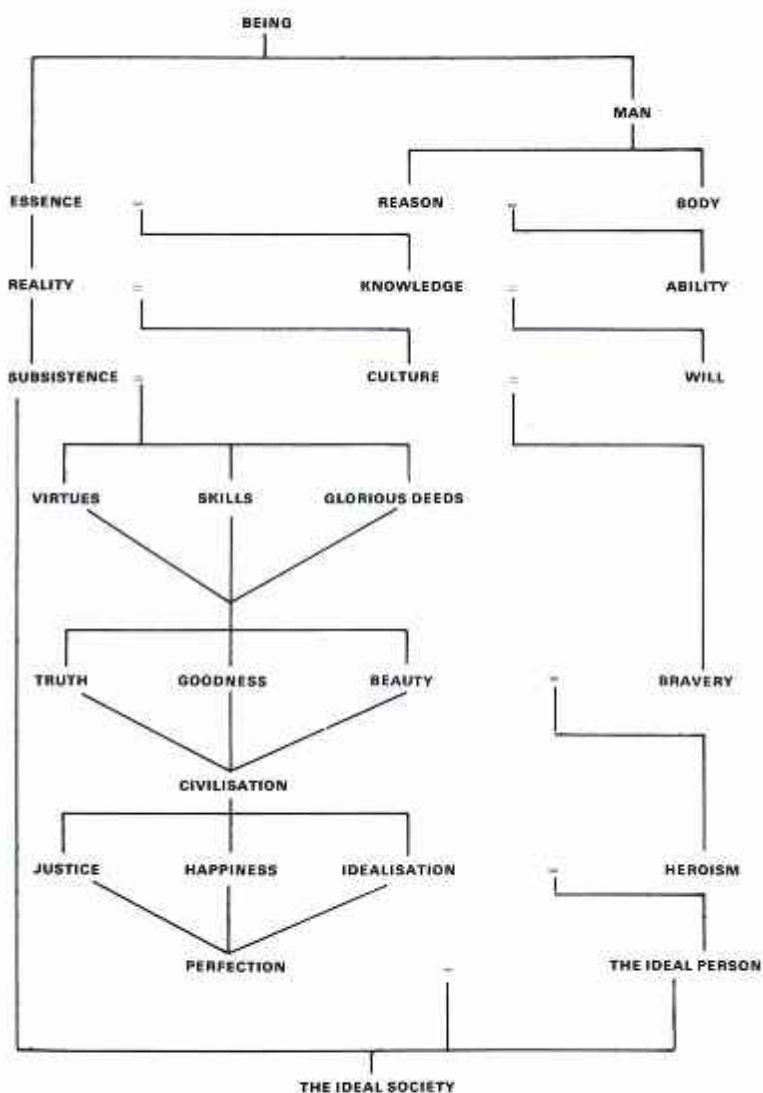 BEING
MAN
ESSENCE = REASON = BODY
REALITY = KNOWLEDGE = ABILITY
SUBSISTENCE = CULTURE = WILL
VIRTUES SKILLS GLORIOUS DEEDS
TRUTH GOODNESS BEAUTY = BRAVERY
CIVILISATION
JUSTICE HAPPINESS IDEALISATION = HEROISM
PERFECTION = THE IDEAL PERSON
THE IDEAL SOCIETY